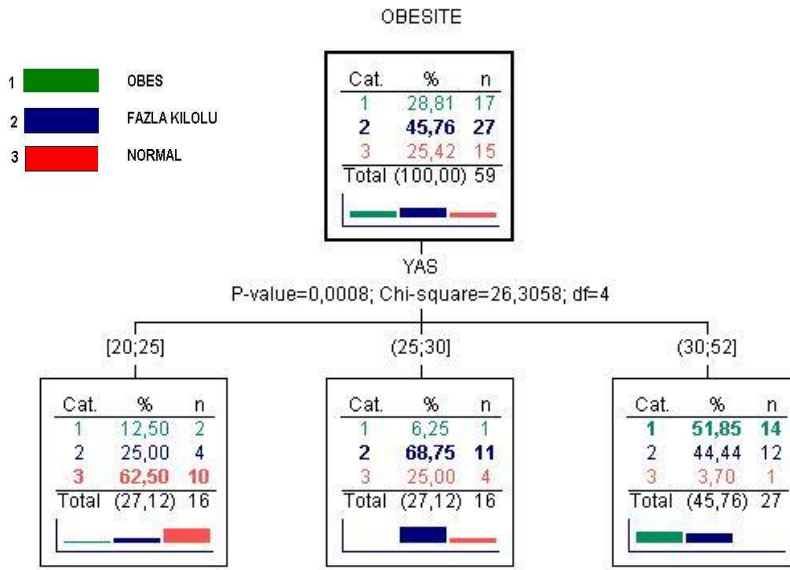 OBESITE
1 OBES
2 FAZLA KILOLU
3 NORMAL
Cat. % n
1 28,81 17
2 45,76 27
3 25,42 15
Total (100,00) 59
YAS
P-value=0,0008; Chi-square=26,3058; df=4
[20;25]
Cat. % n
1 12,50 2
2 25,00 4
3 62,50 10
Total (27,12) 16
(25;30]
Cat. % n
1 6,25 1
2 68,75 11
3 25,00 4
Total (27,12) 16
(30;52]
Cat. % n
1 51,85 14
2 44,44 12
3 3,70 1
Total (45,76) 27